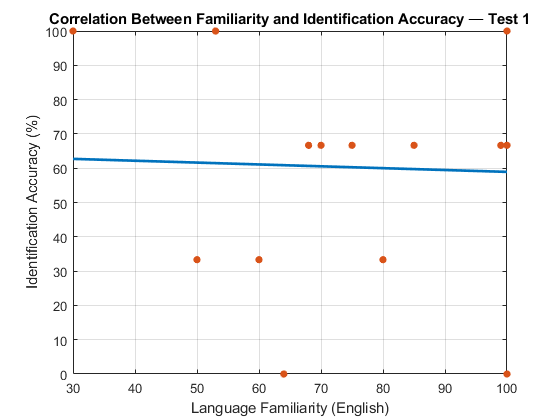 Correlation Between Familiarity and Identification Accuracy — Test 1
100
90
80
70
60
50
40
30
20
10
0
Identification Accuracy (%)
30 40 50 60 70 80 90 100
Language Familiarity (English)